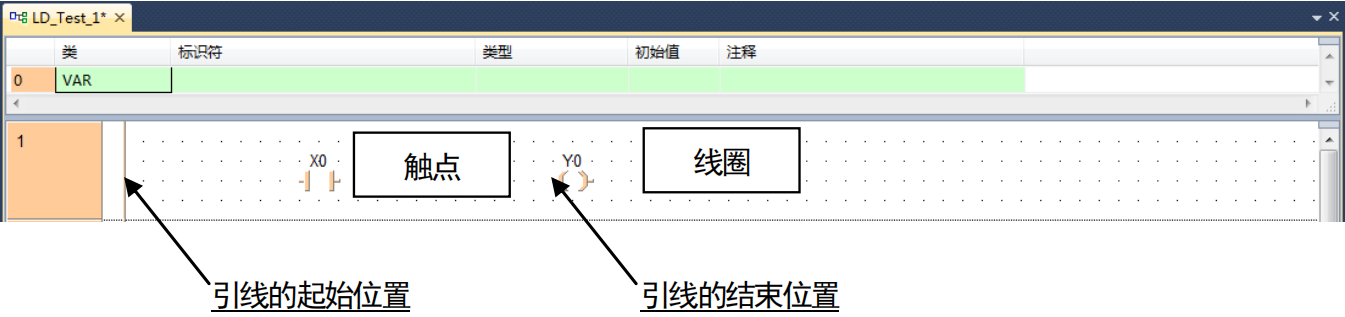 LD_Test_1*
类 标识符 类型 初始值 注释
0 VAR
1
X0 触点 Y0 线圈
引线的起始位置 引线的结束位置